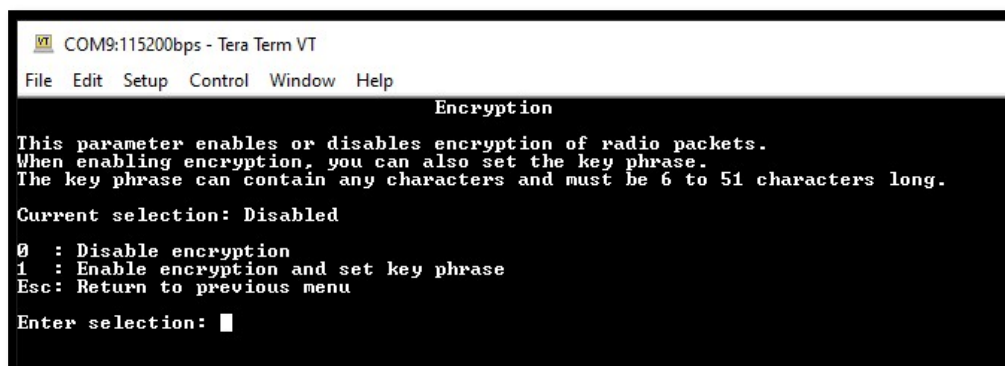 COM9:115200bps - Tera Term VT
File Edit Setup Control Window Help
Encryption
This parameter enables or disables encryption of radio packets.
When enabling encryption, you can also set the key phrase.
The key phrase can contain any characters and must be 6 to 51 characters long.
Current selection: Disabled
0 : Disable encryption
1 : Enable encryption and set key phrase
Esc: Return to previous menu
Enter selection: